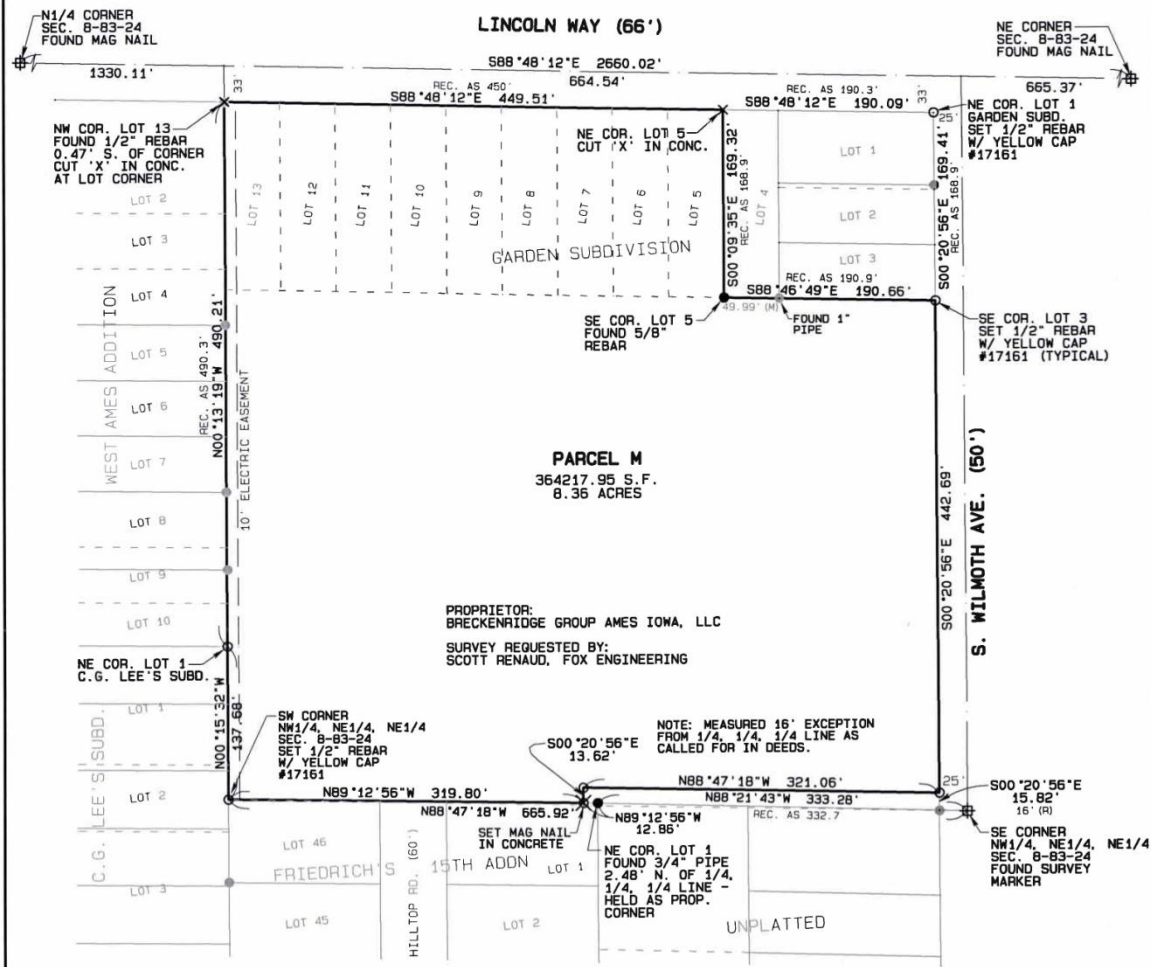 N1/4 CORNER
SEC. 8-83-24
FOUND MAG NAIL
LINCOLN WAY (66')
NE CORNER
SEC. 8-83-24
FOUND MAG NAIL
S88°48'12"E 2660.02'
1330.11'
664.54'
665.37'
33'
REC. AS 450'
S88°48'12"E 449.51'
REC. AS 190.3'
S88°48'12"E 190.09'
33'
25'
NW COR. LOT 13
FOUND 1/2" REBAR
0.47' S. OF CORNER
CUT 'X' IN CONC.
AT LOT CORNER
NE COR. LOT 5
CUT 'X' IN CONC.
NE COR. LOT 1
GARDEN SUBD.
SET 1/2" REBAR
W/ YELLOW CAP
#17161
LOT 13
LOT 12
LOT 11
LOT 10
LOT 9
LOT 8
LOT 7
LOT 6
LOT 5
S00°09'35"E 169.32'
REC. AS 168.9'
LOT 4
LOT 1
LOT 2
LOT 3
S00°20'56"E 169.41'
REC. AS 168.9'
GARDEN SUBDIVISION
REC. AS 190.9'
S88°46'49"E 190.66'
49.99' (M)
SE COR. LOT 5
FOUND 5/8"
REBAR
FOUND 1"
PIPE
SE COR. LOT 3
SET 1/2" REBAR
W/ YELLOW CAP
#17161 (TYPICAL)
LOT 2
LOT 3
LOT 4
LOT 5
LOT 6
LOT 7
LOT 8
LOT 9
LOT 10
WEST AMES ADDITION
REC. AS 490.3'
N00°13'19"W 490.21'
10' ELECTRIC EASEMENT
PARCEL M
364217.95 S.F.
8.36 ACRES
S00°20'56"E 442.69'
S. WILMOTH AVE. (50')
PROPRIETOR:
BRECKENRIDGE GROUP AMES IOWA, LLC
SURVEY REQUESTED BY:
SCOTT RENAUD, FOX ENGINEERING
NE COR. LOT 1
C.G. LEE'S SUBD.
C.G. LEE'S SUBD.
LOT 1
LOT 2
LOT 3
N00°15'32"W
137.68'
SW CORNER
NW1/4, NE1/4, NE1/4
SEC. 8-83-24
SET 1/2" REBAR
W/ YELLOW CAP
#17161
NOTE: MEASURED 16' EXCEPTION
FROM 1/4, 1/4, 1/4 LINE AS
CALLED FOR IN DEEDS.
S00°20'56"E
13.62'
N88°47'18"W 321.06'
25'
S00°20'56"E
15.82'
16' (R)
N89°12'56"W 319.80'
N88°47'18"W 665.92'
N88°21'43"W 333.28'
REC. AS 332.7
N89°12'56"W
12.86'
SET MAG NAIL
IN CONCRETE
NE COR. LOT 1
FOUND 3/4" PIPE
2.48' N. OF 1/4,
1/4, 1/4 LINE -
HELD AS PROP.
CORNER
SE CORNER
NW1/4, NE1/4, NE1/4
SEC. 8-83-24
FOUND SURVEY
MARKER
LOT 46
FRIEDRICH'S 15TH ADDN
LOT 1
LOT 45
HILLTOP RD. (60')
LOT 2
UNPLATTED